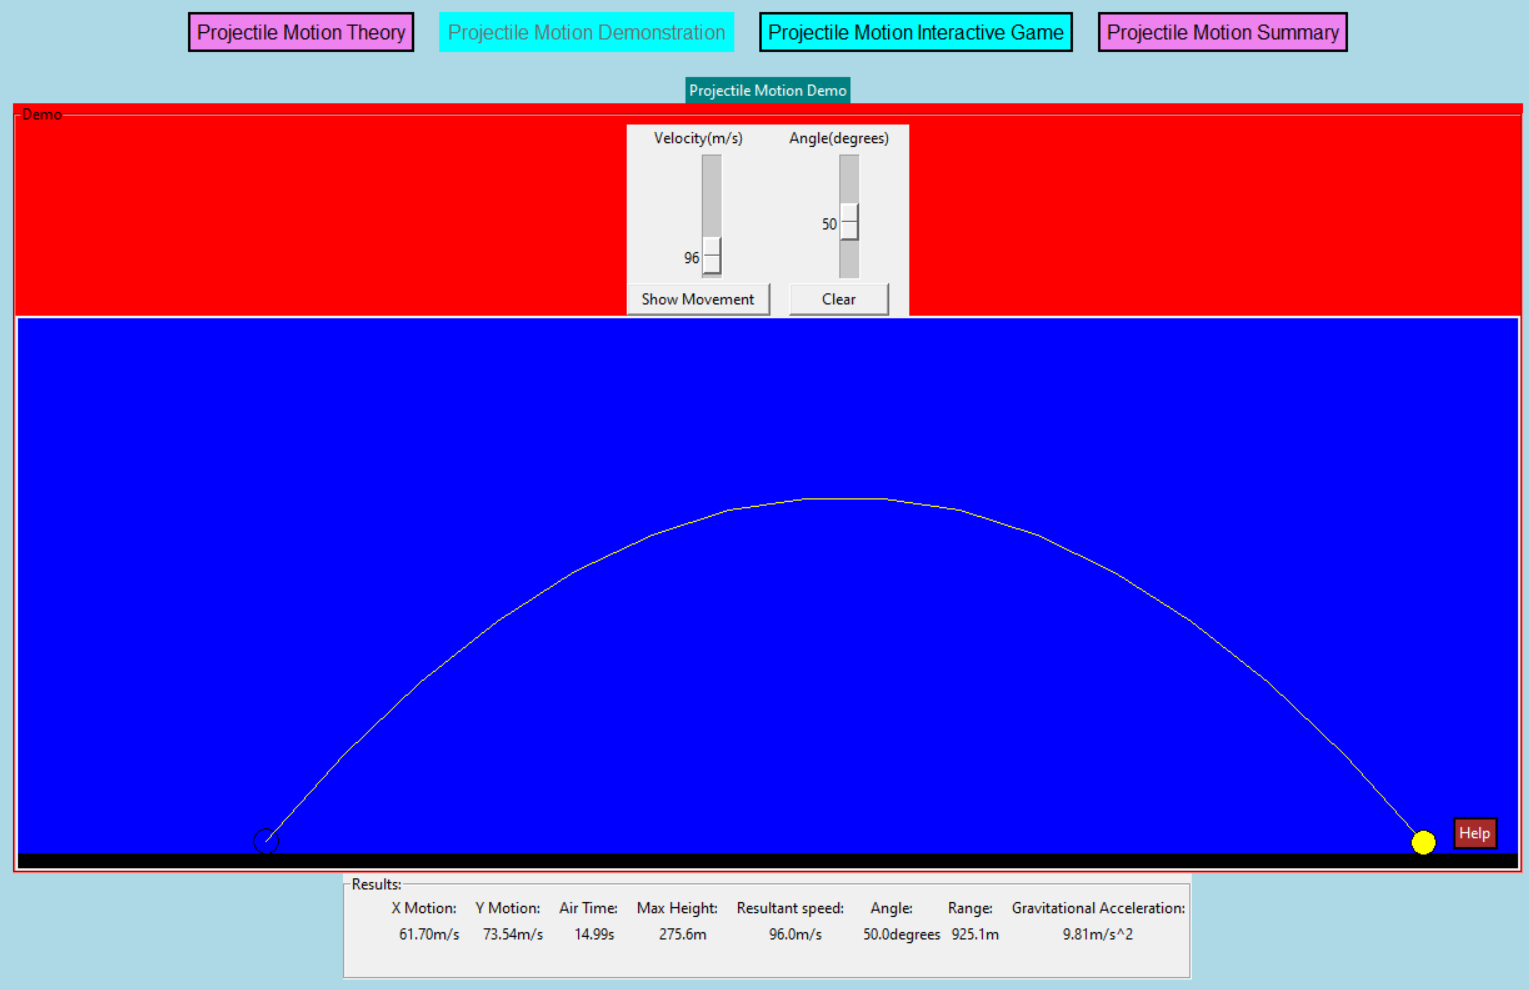 Projectile Motion Theory
Projectile Motion Demonstration
Projectile Motion Interactive Game
Projectile Motion Summary
Projectile Motion Demo
Demo
Velocity(m/s)
Angle(degrees)
96
50
Show Movement
Clear
Help
Results:
X Motion: Y Motion: Air Time: Max Height: Resultant speed: Angle: Range: Gravitational Acceleration:
61.70m/s 73.54m/s 14.99s 275.6m 96.0m/s 50.0degrees 925.1m 9.81m/s^2